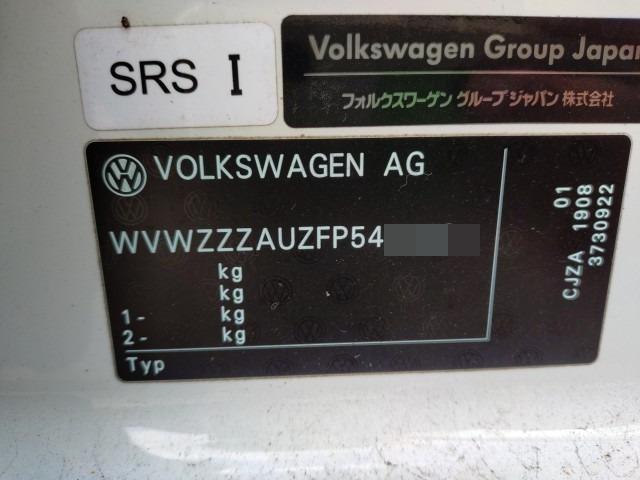 SRS I
Volkswagen Group Japan
フォルクスワーゲン グループ ジャパン 株式会社
VOLKSWAGEN AG
WVWZZZAUZFP54
kg
kg
1- kg
2- kg
Typ
01
CJZA 1908
3730922